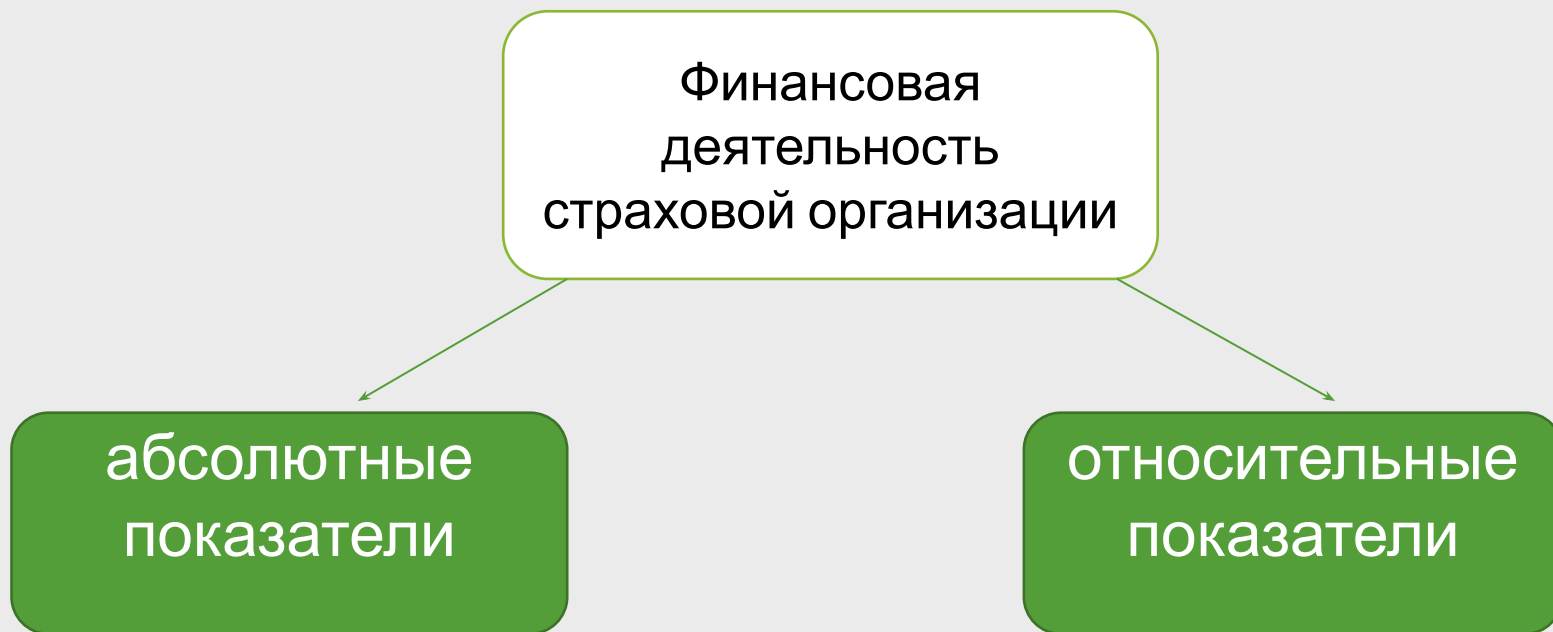 Финансовая
деятельность
страховой организации
абсолютные
показатели
относительные
показатели